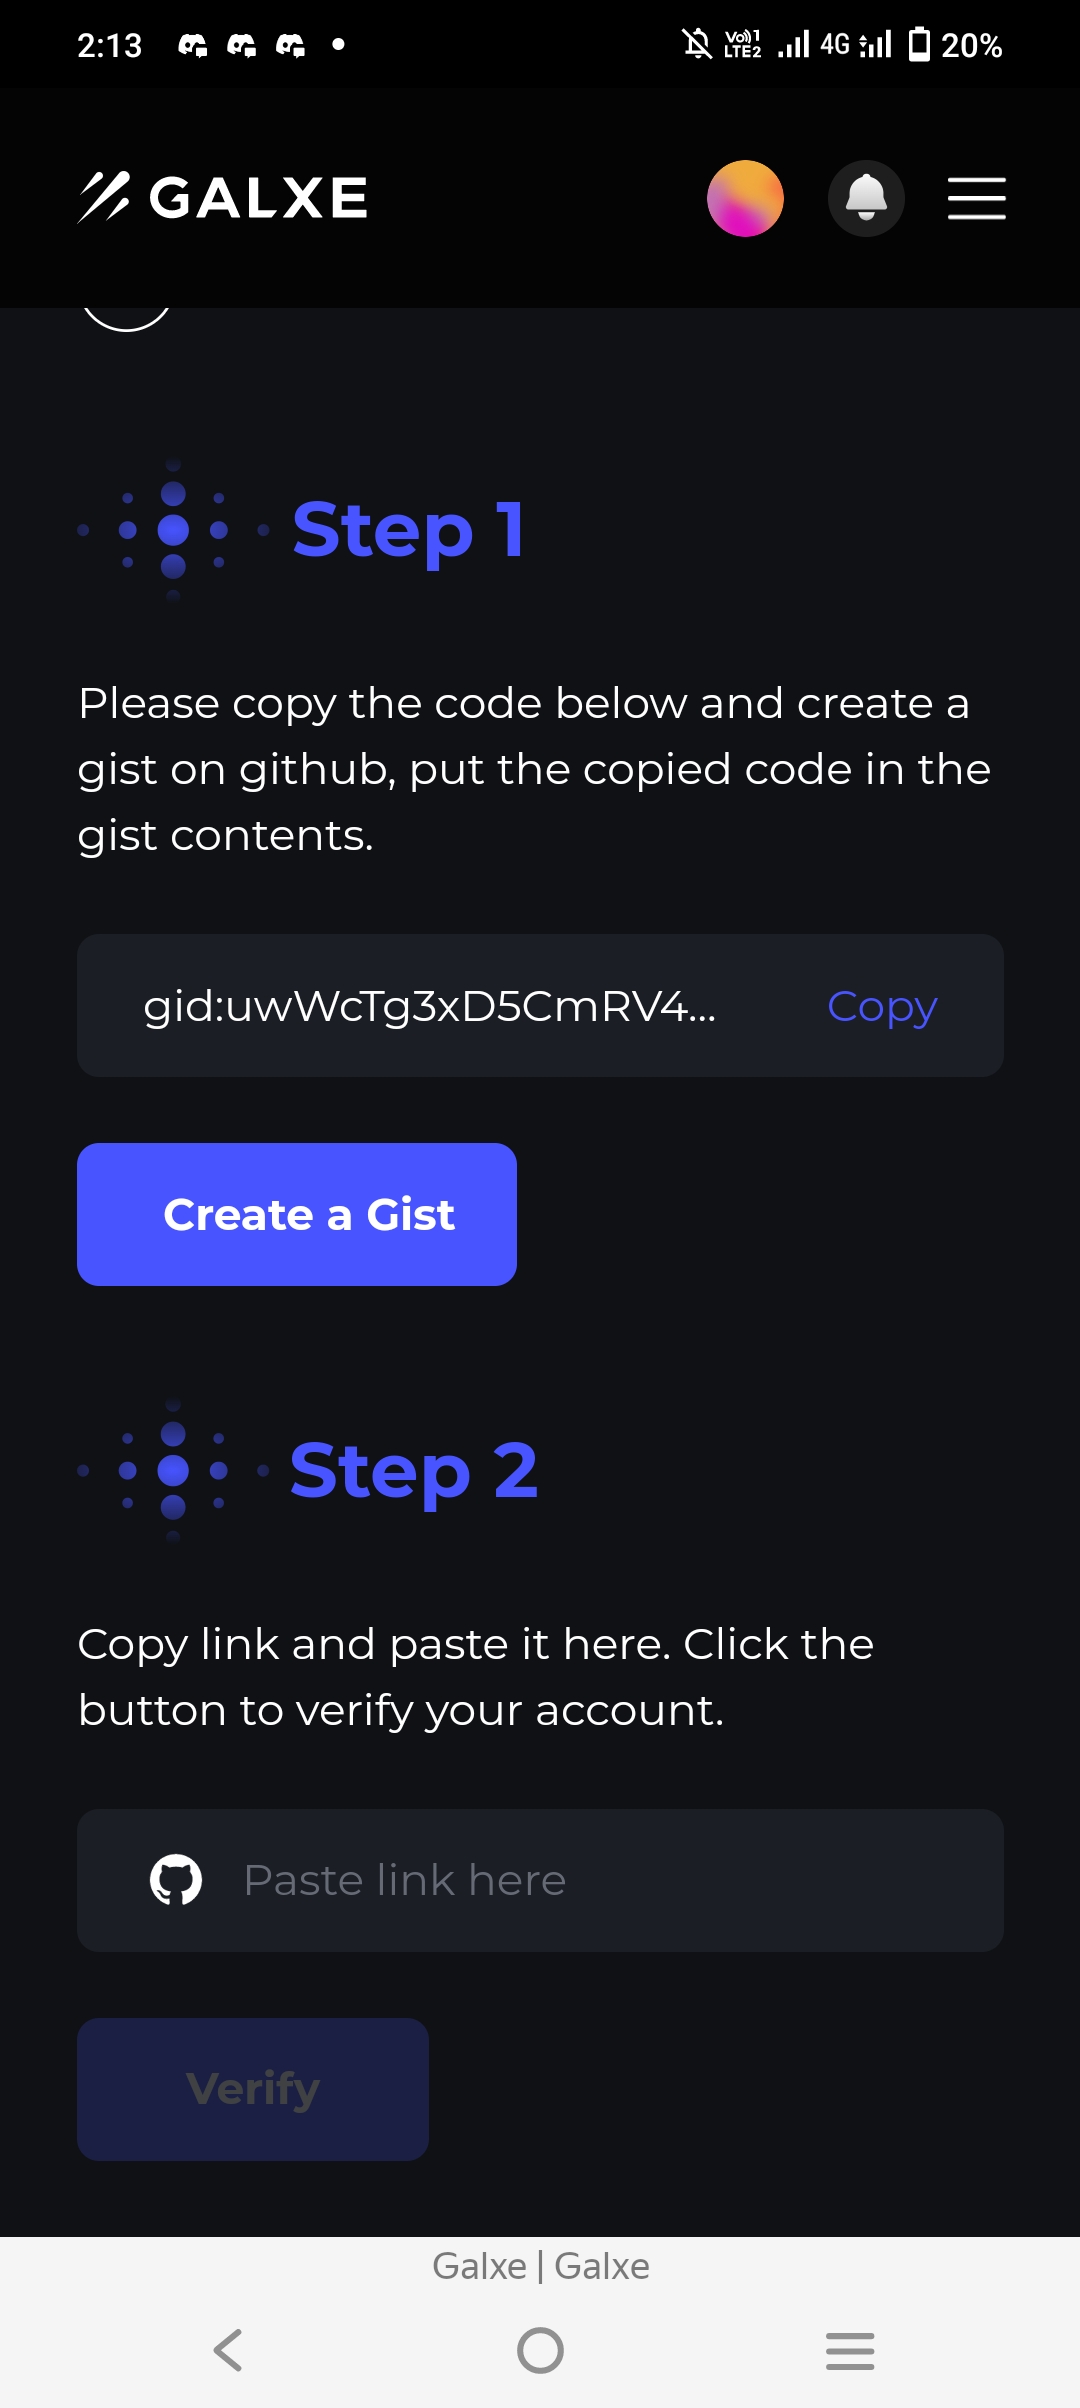 2:13
Vo)) 1
LTE2
4G
20%
GALXE
Step 1
Please copy the code below and create a
gist on github, put the copied code in the
gist contents.
gid:uwWcTg3xD5CmRV4...
Copy
Create a Gist
Step 2
Copy link and paste it here. Click the
button to verify your account.
Paste link here
Verify
Galxe | Galxe